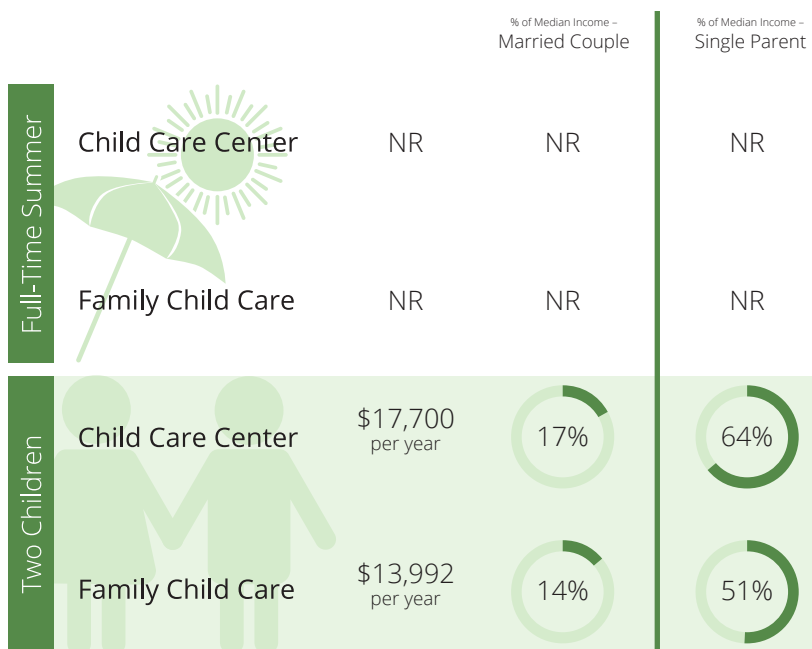 % of Median Income –
Married Couple
% of Median Income –
Single Parent
Full-Time Summer
Child Care Center
NR
NR
NR
Family Child Care
NR
NR
NR
Two Children
Child Care Center
$17,700
per year
17%
64%
Family Child Care
$13,992
per year
14%
51%